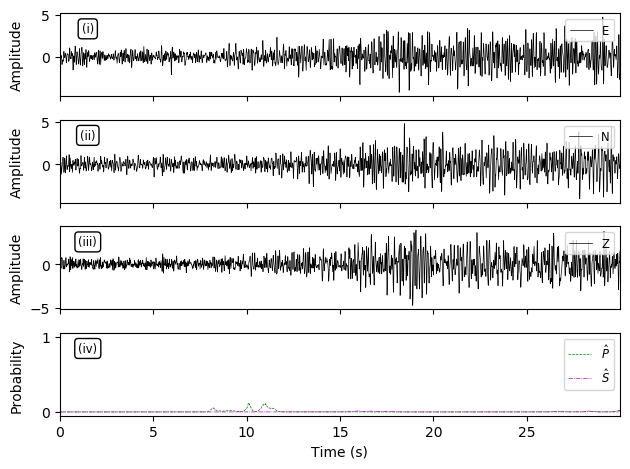 5
0
Amplitude
(i)
E
5
0
Amplitude
(ii)
N
0
−5
Amplitude
(iii)
Z
1
0
Probability
(iv)
P̂
Ŝ
0 5 10 15 20 25
Time (s)